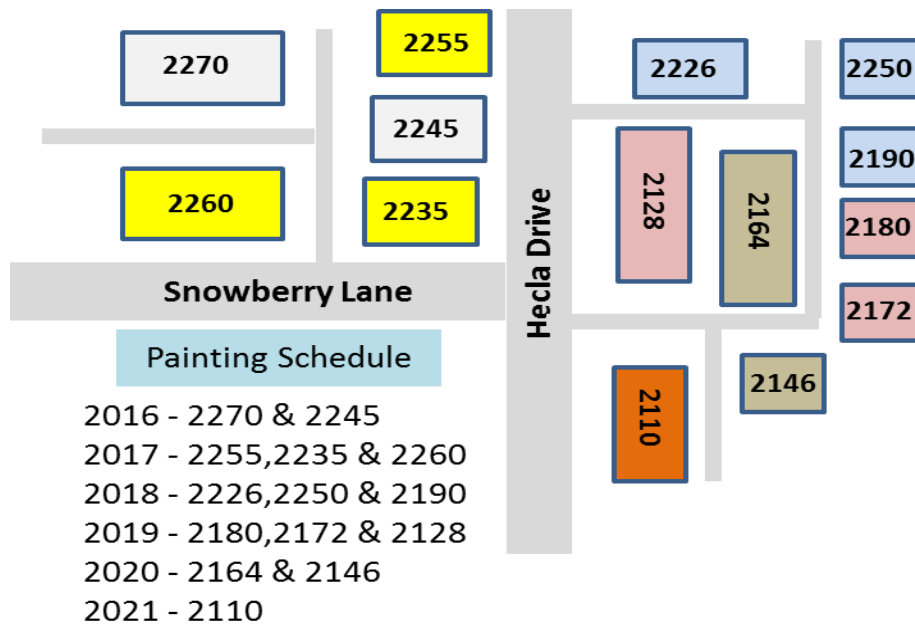 2270
2255
2245
2260
2235
Snowberry Lane
Hecla Drive
2226
2250
2128
2164
2190
2180
2172
2110
2146
Painting Schedule
2016 - 2270 & 2245
2017 - 2255,2235 & 2260
2018 - 2226,2250 & 2190
2019 - 2180,2172 & 2128
2020 - 2164 & 2146
2021 - 2110